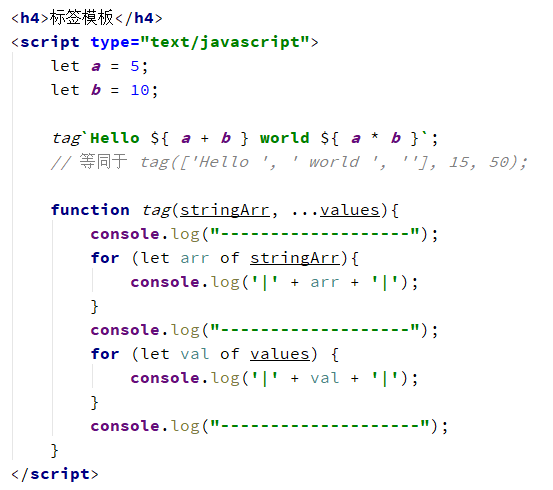 <h4>标签模板</h4>
<script type="text/javascript">
    let a = 5;
    let b = 10;

    tag`Hello ${ a + b } world ${ a * b }`;
    // 等同于 tag(['Hello ', ' world ', ''], 15, 50);

    function tag(stringArr, ...values){
        console.log("-------------------");
        for (let arr of stringArr){
            console.log('|' + arr + '|');
        }
        console.log("-------------------");
        for (let val of values) {
            console.log('|' + val + '|');
        }
        console.log("--------------------");
    }
</script>